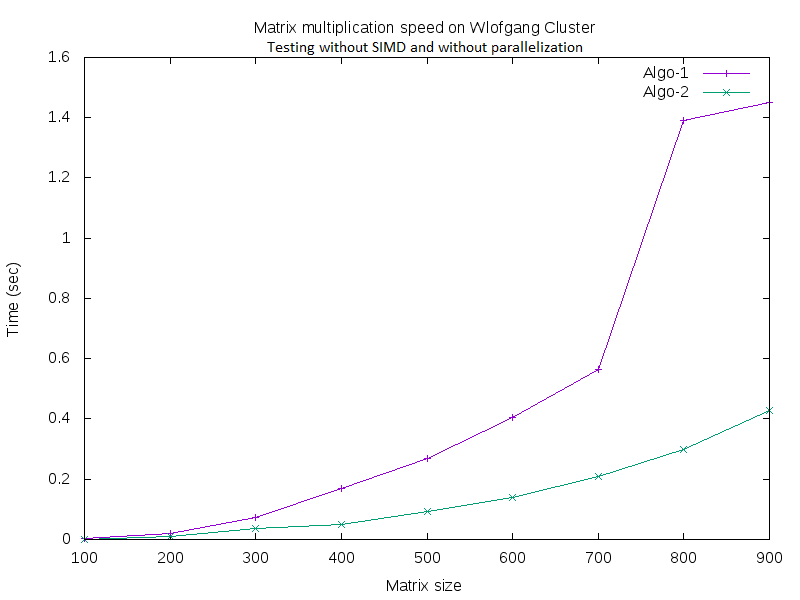 Matrix multiplication speed on Wlofgang Cluster
Testing without SIMD and without parallelization
Algo-1
Algo-2
1.6
1.4
1.2
1
0.8
0.6
0.4
0.2
0
Time (sec)
100 200 300 400 500 600 700 800 900
Matrix size